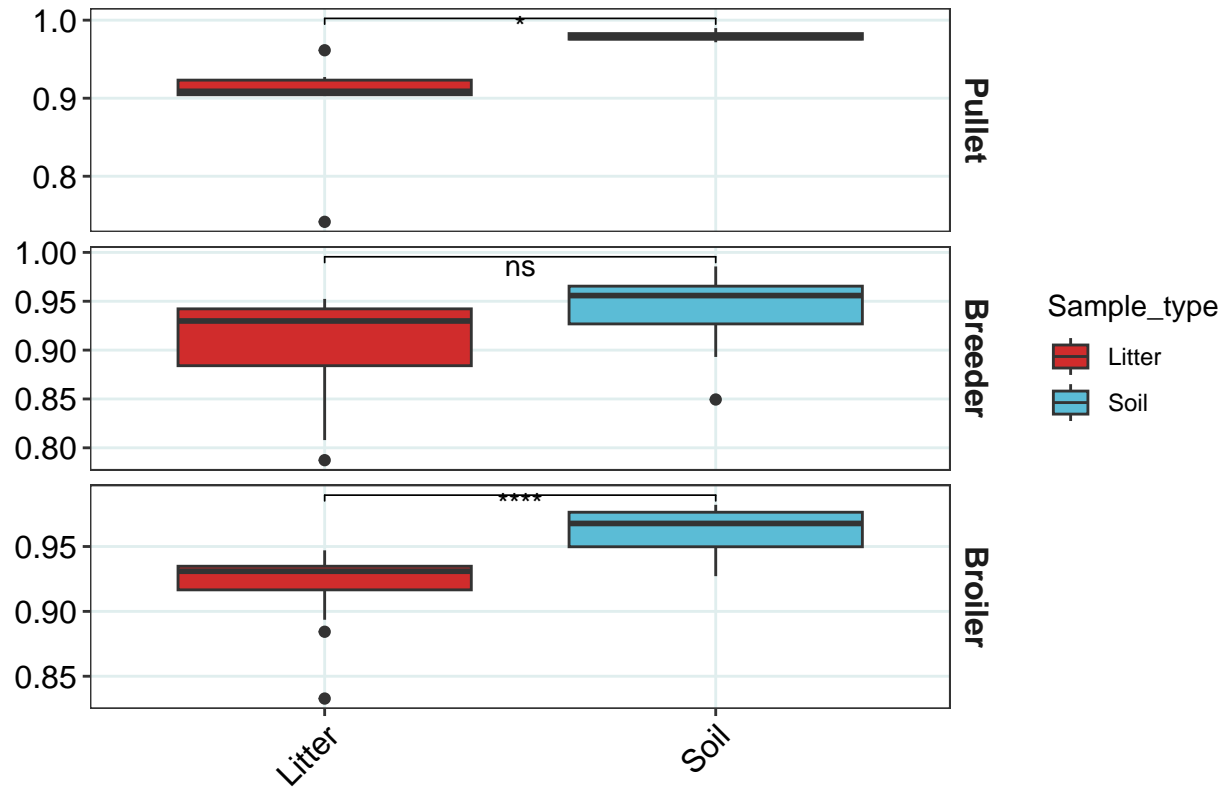 1.0
0.9
0.8
*
Pullet
1.00
0.95
0.90
0.85
0.80
ns
Breeder
0.95
0.90
0.85
****
Broiler
Litter
Soil
Sample_type
Litter
Soil